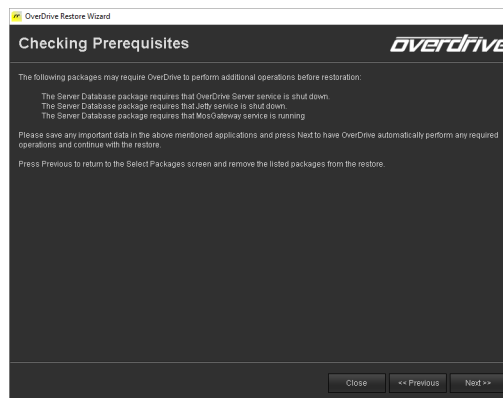 OverDrive Restore Wizard
Checking Prerequisites
overdrive
The following packages may require OverDrive to perform additional operations before restoration:
The Server Database package requires that OverDrive Server service is shut down.
The Server Database package requires that Jetty service is shut down.
The Server Database package requires that MosGateway service is running
Please save any important data in the above mentioned applications and press Next to have OverDrive automatically perform any required
operations and continue with the restore.
Press Previous to return to the Select Packages screen and remove the listed packages from the restore.
Close
<< Previous
Next >>